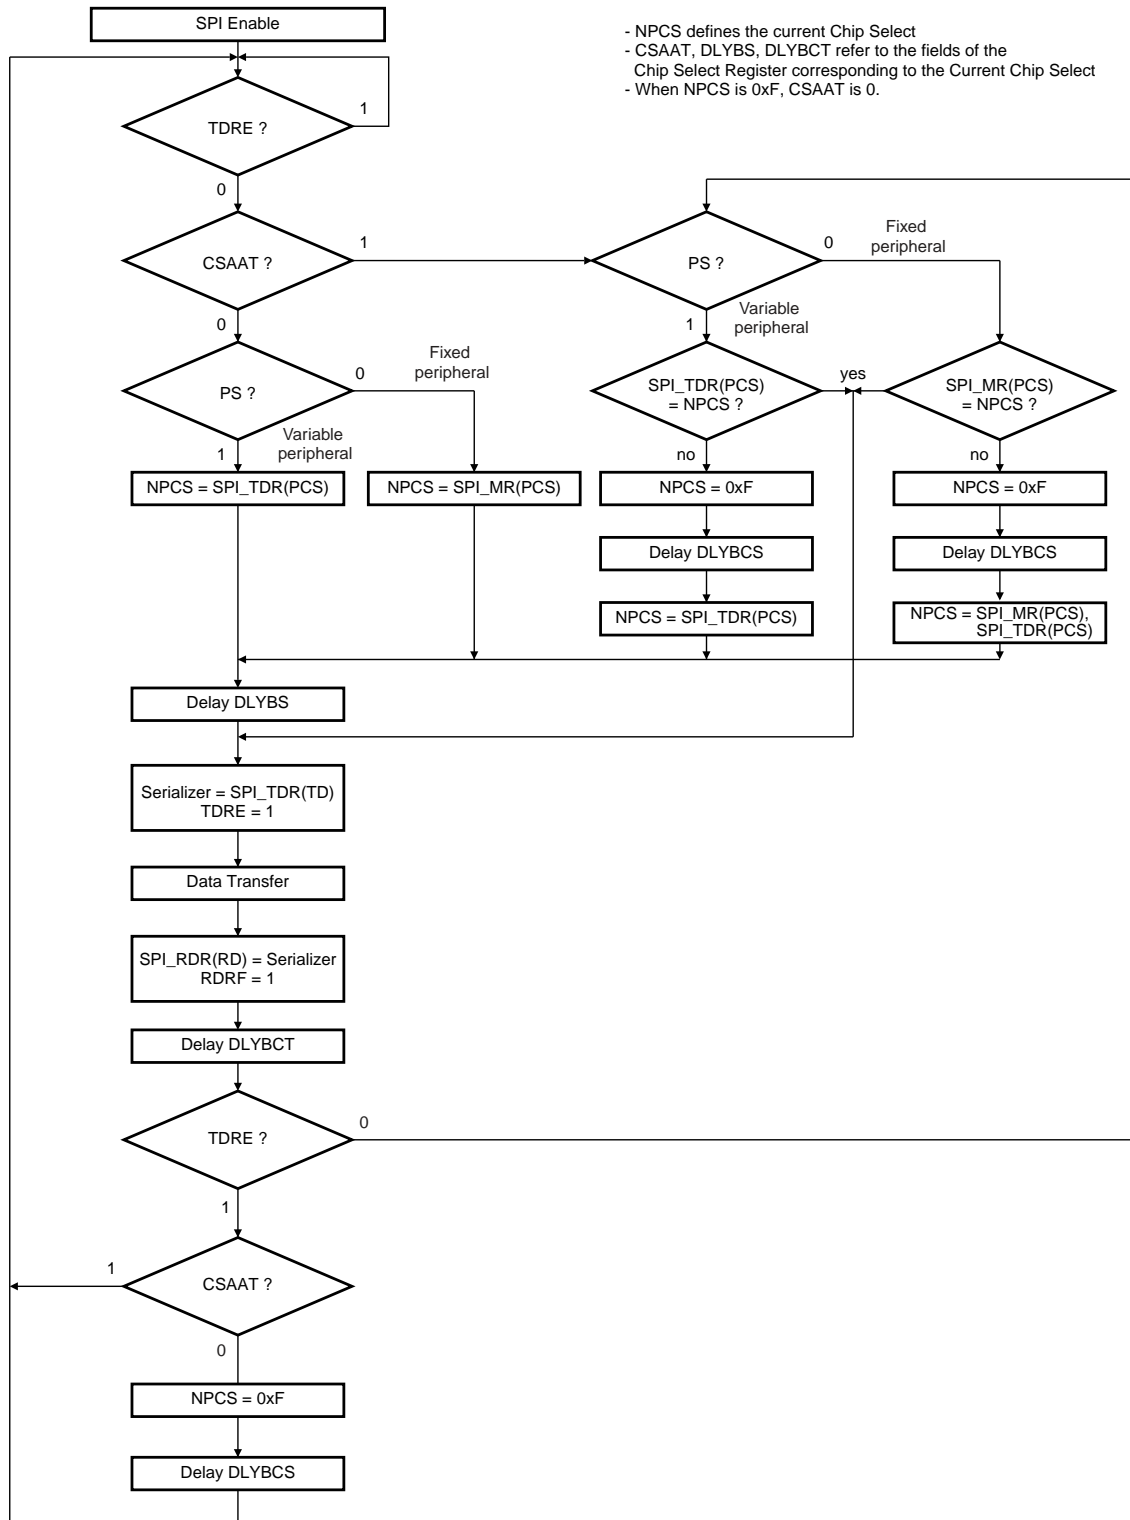 SPI Enable
- NPCS defines the current Chip Select
- CSAAT, DLYBS, DLYBCT refer to the fields of the
Chip Select Register corresponding to the Current Chip Select
- When NPCS is 0xF, CSAAT is 0.
TDRE ?
1
0
CSAAT ?
1
PS ?
0
Fixed
peripheral
0
1
Variable
peripheral
PS ?
0
Fixed
peripheral
SPI_TDR(PCS)
= NPCS ?
yes
SPI_MR(PCS)
= NPCS ?
1
Variable
peripheral
no
no
NPCS = SPI_TDR(PCS)
NPCS = SPI_MR(PCS)
NPCS = 0xF
NPCS = 0xF
Delay DLYBCS
Delay DLYBCS
NPCS = SPI_TDR(PCS)
NPCS = SPI_MR(PCS),
SPI_TDR(PCS)
Delay DLYBS
Serializer = SPI_TDR(TD)
TDRE = 1
Data Transfer
SPI_RDR(RD) = Serializer
RDRF = 1
Delay DLYBCT
TDRE ?
0
1
CSAAT ?
1
0
NPCS = 0xF
Delay DLYBCS